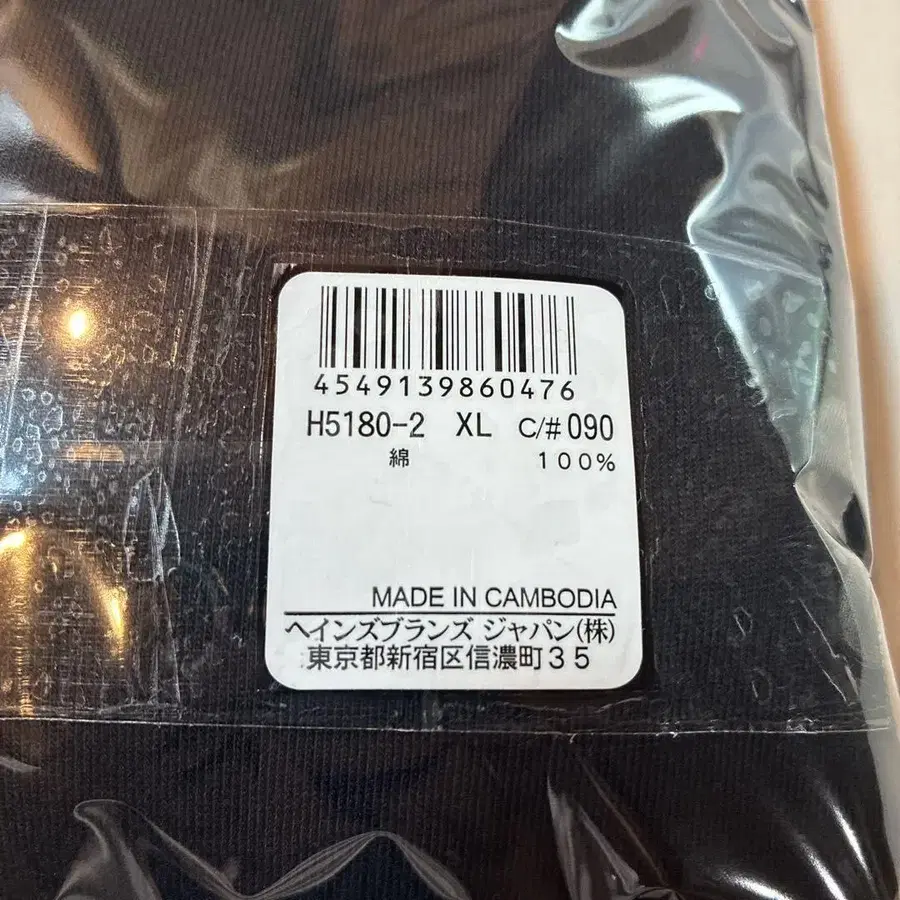 4549139860476
H5180-2 XL C/# 090
綿 100%
MADE IN CAMBODIA
ヘインズブランズ ジャパン(株)
東京都新宿区信濃町35